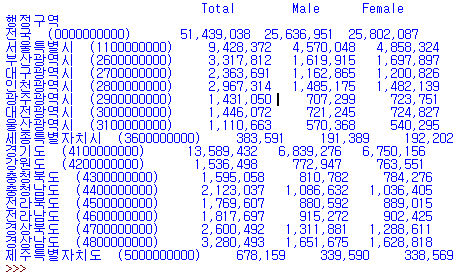 Total Male Female
행정구역
전국 (0000000000) 51,439,038 25,636,951 25,802,087
서울특별시 (1100000000) 9,428,372 4,570,048 4,858,324
부산광역시 (2600000000) 3,317,812 1,619,915 1,697,897
대구광역시 (2700000000) 2,363,691 1,162,865 1,200,826
인천광역시 (2800000000) 2,967,314 1,485,175 1,482,139
광주광역시 (2900000000) 1,431,050 707,299 723,751
대전광역시 (3000000000) 1,446,072 721,245 724,827
울산광역시 (3100000000) 1,110,663 570,368 540,295
세종특별자치시 (3600000000) 383,591 191,389 192,202
경기도 (4100000000) 13,589,432 6,839,276 6,750,156
강원도 (4200000000) 1,536,498 772,947 763,551
충청북도 (4300000000) 1,595,058 810,782 784,276
충청남도 (4400000000) 2,123,037 1,086,632 1,036,405
전라북도 (4500000000) 1,769,607 880,592 889,015
전라남도 (4600000000) 1,817,697 915,272 902,425
경상북도 (4700000000) 2,600,492 1,311,881 1,288,611
경상남도 (4800000000) 3,280,493 1,651,675 1,628,818
제주특별자치도 (5000000000) 678,159 339,590 338,569
>>>